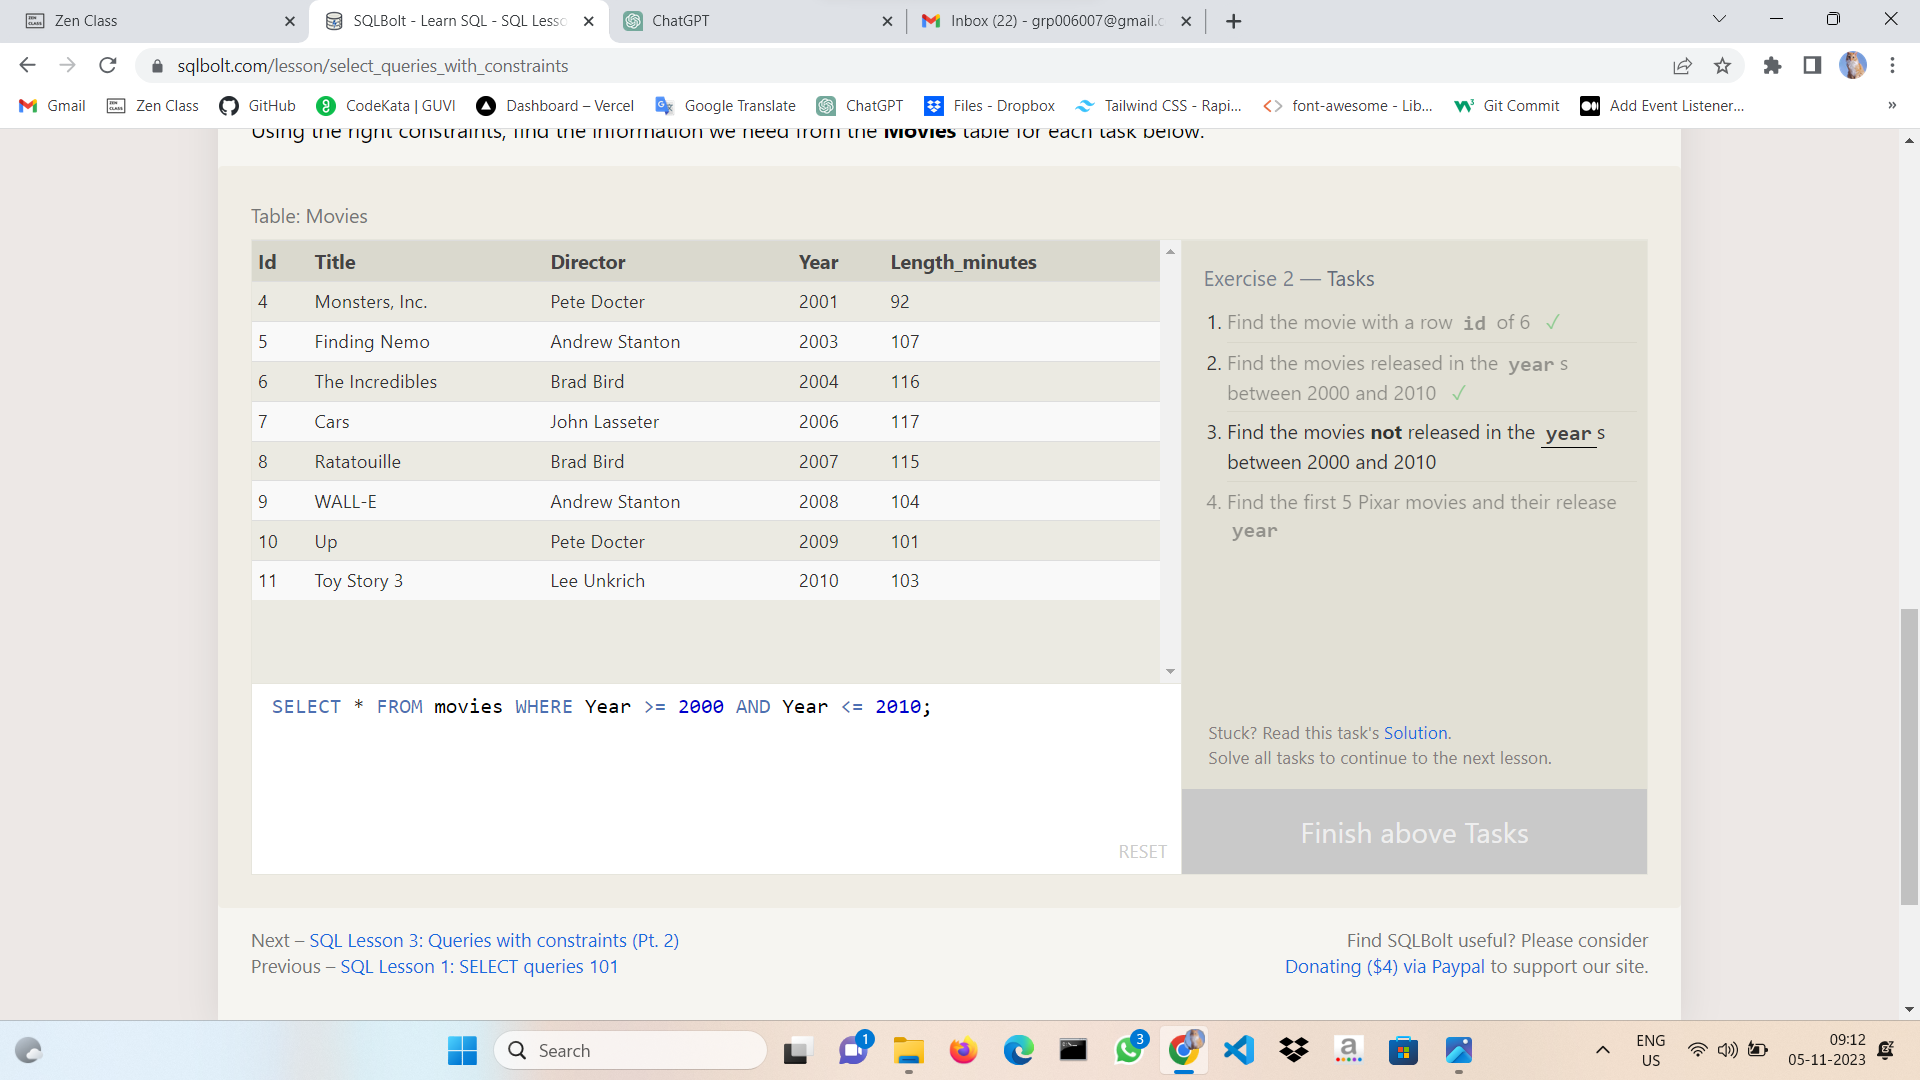 Zen Class
SQLBolt - Learn SQL - SQL Lesso
ChatGPT
Inbox (22) - grp006007@gmail.c
sqlbolt.com/lesson/select_queries_with_constraints
Gmail
Zen Class
GitHub
CodeKata | GUVI
Dashboard – Vercel
Google Translate
ChatGPT
Files - Dropbox
Tailwind CSS - Rapi...
font-awesome - Lib...
Git Commit
Add Event Listener...
Using the right constraints, find the information we need from the Movies table for each task below.
Table: Movies
Id Title Director Year Length_minutes
4 Monsters, Inc. Pete Docter 2001 92
5 Finding Nemo Andrew Stanton 2003 107
6 The Incredibles Brad Bird 2004 116
7 Cars John Lasseter 2006 117
8 Ratatouille Brad Bird 2007 115
9 WALL-E Andrew Stanton 2008 104
10 Up Pete Docter 2009 101
11 Toy Story 3 Lee Unkrich 2010 103
SELECT * FROM movies WHERE Year >= 2000 AND Year <= 2010;
RESET
Exercise 2 — Tasks
1. Find the movie with a row id of 6 ✓
2. Find the movies released in the year s
between 2000 and 2010 ✓
3. Find the movies not released in the year s
between 2000 and 2010
4. Find the first 5 Pixar movies and their release
year
Stuck? Read this task's Solution.
Solve all tasks to continue to the next lesson.
Finish above Tasks
Next – SQL Lesson 3: Queries with constraints (Pt. 2)
Previous – SQL Lesson 1: SELECT queries 101
Find SQLBolt useful? Please consider
Donating ($4) via Paypal to support our site.
Search
1
3
ENG
US
09:12
05-11-2023